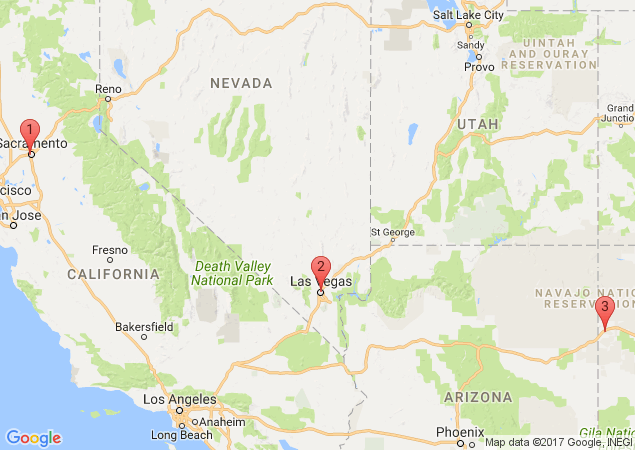 Salt Lake City
Sandy
Provo
UINTAH
AND OURAY
RESERVATION
Reno
NEVADA
Grand
Junction
UTAH
1
Sacramento
cisco
n Jose
St George
Fresno
CALIFORNIA
Death Valley
National Park
2
Las Vegas
NAVAJO NATI
RESERVATIO
3
Bakersfield
Los Angeles
Anaheim
Long Beach
ARIZONA
Phoenix
Gila Natio
Google
Map data ©2017 Google, INEGI